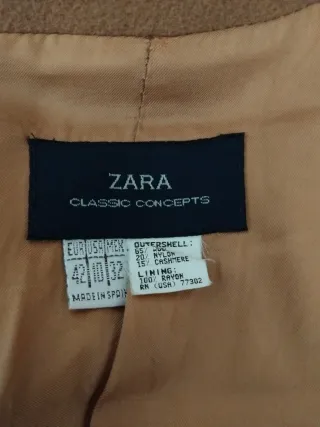 ZARA
CLASSIC CONCEPTS
EUR USA MEX
42 10 32
MADE IN SPAIN
OUTERSHELL:
65%
20% NYLON
15% CASHMERE
LINING:
100% RAYON
RN (USA) 77302